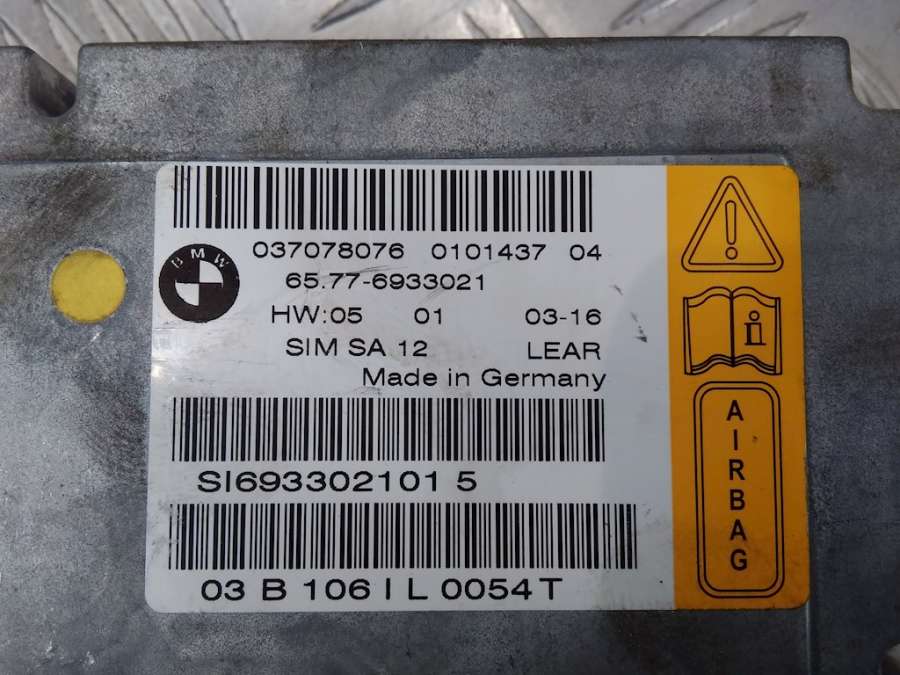 037078076 0101437 04
BMW
65.77-6933021
HW:05 01 03-16
SIM SA 12 LEAR
Made in Germany
SI693302101 5
03 B 106 I L 0054T
i
AIRBAG